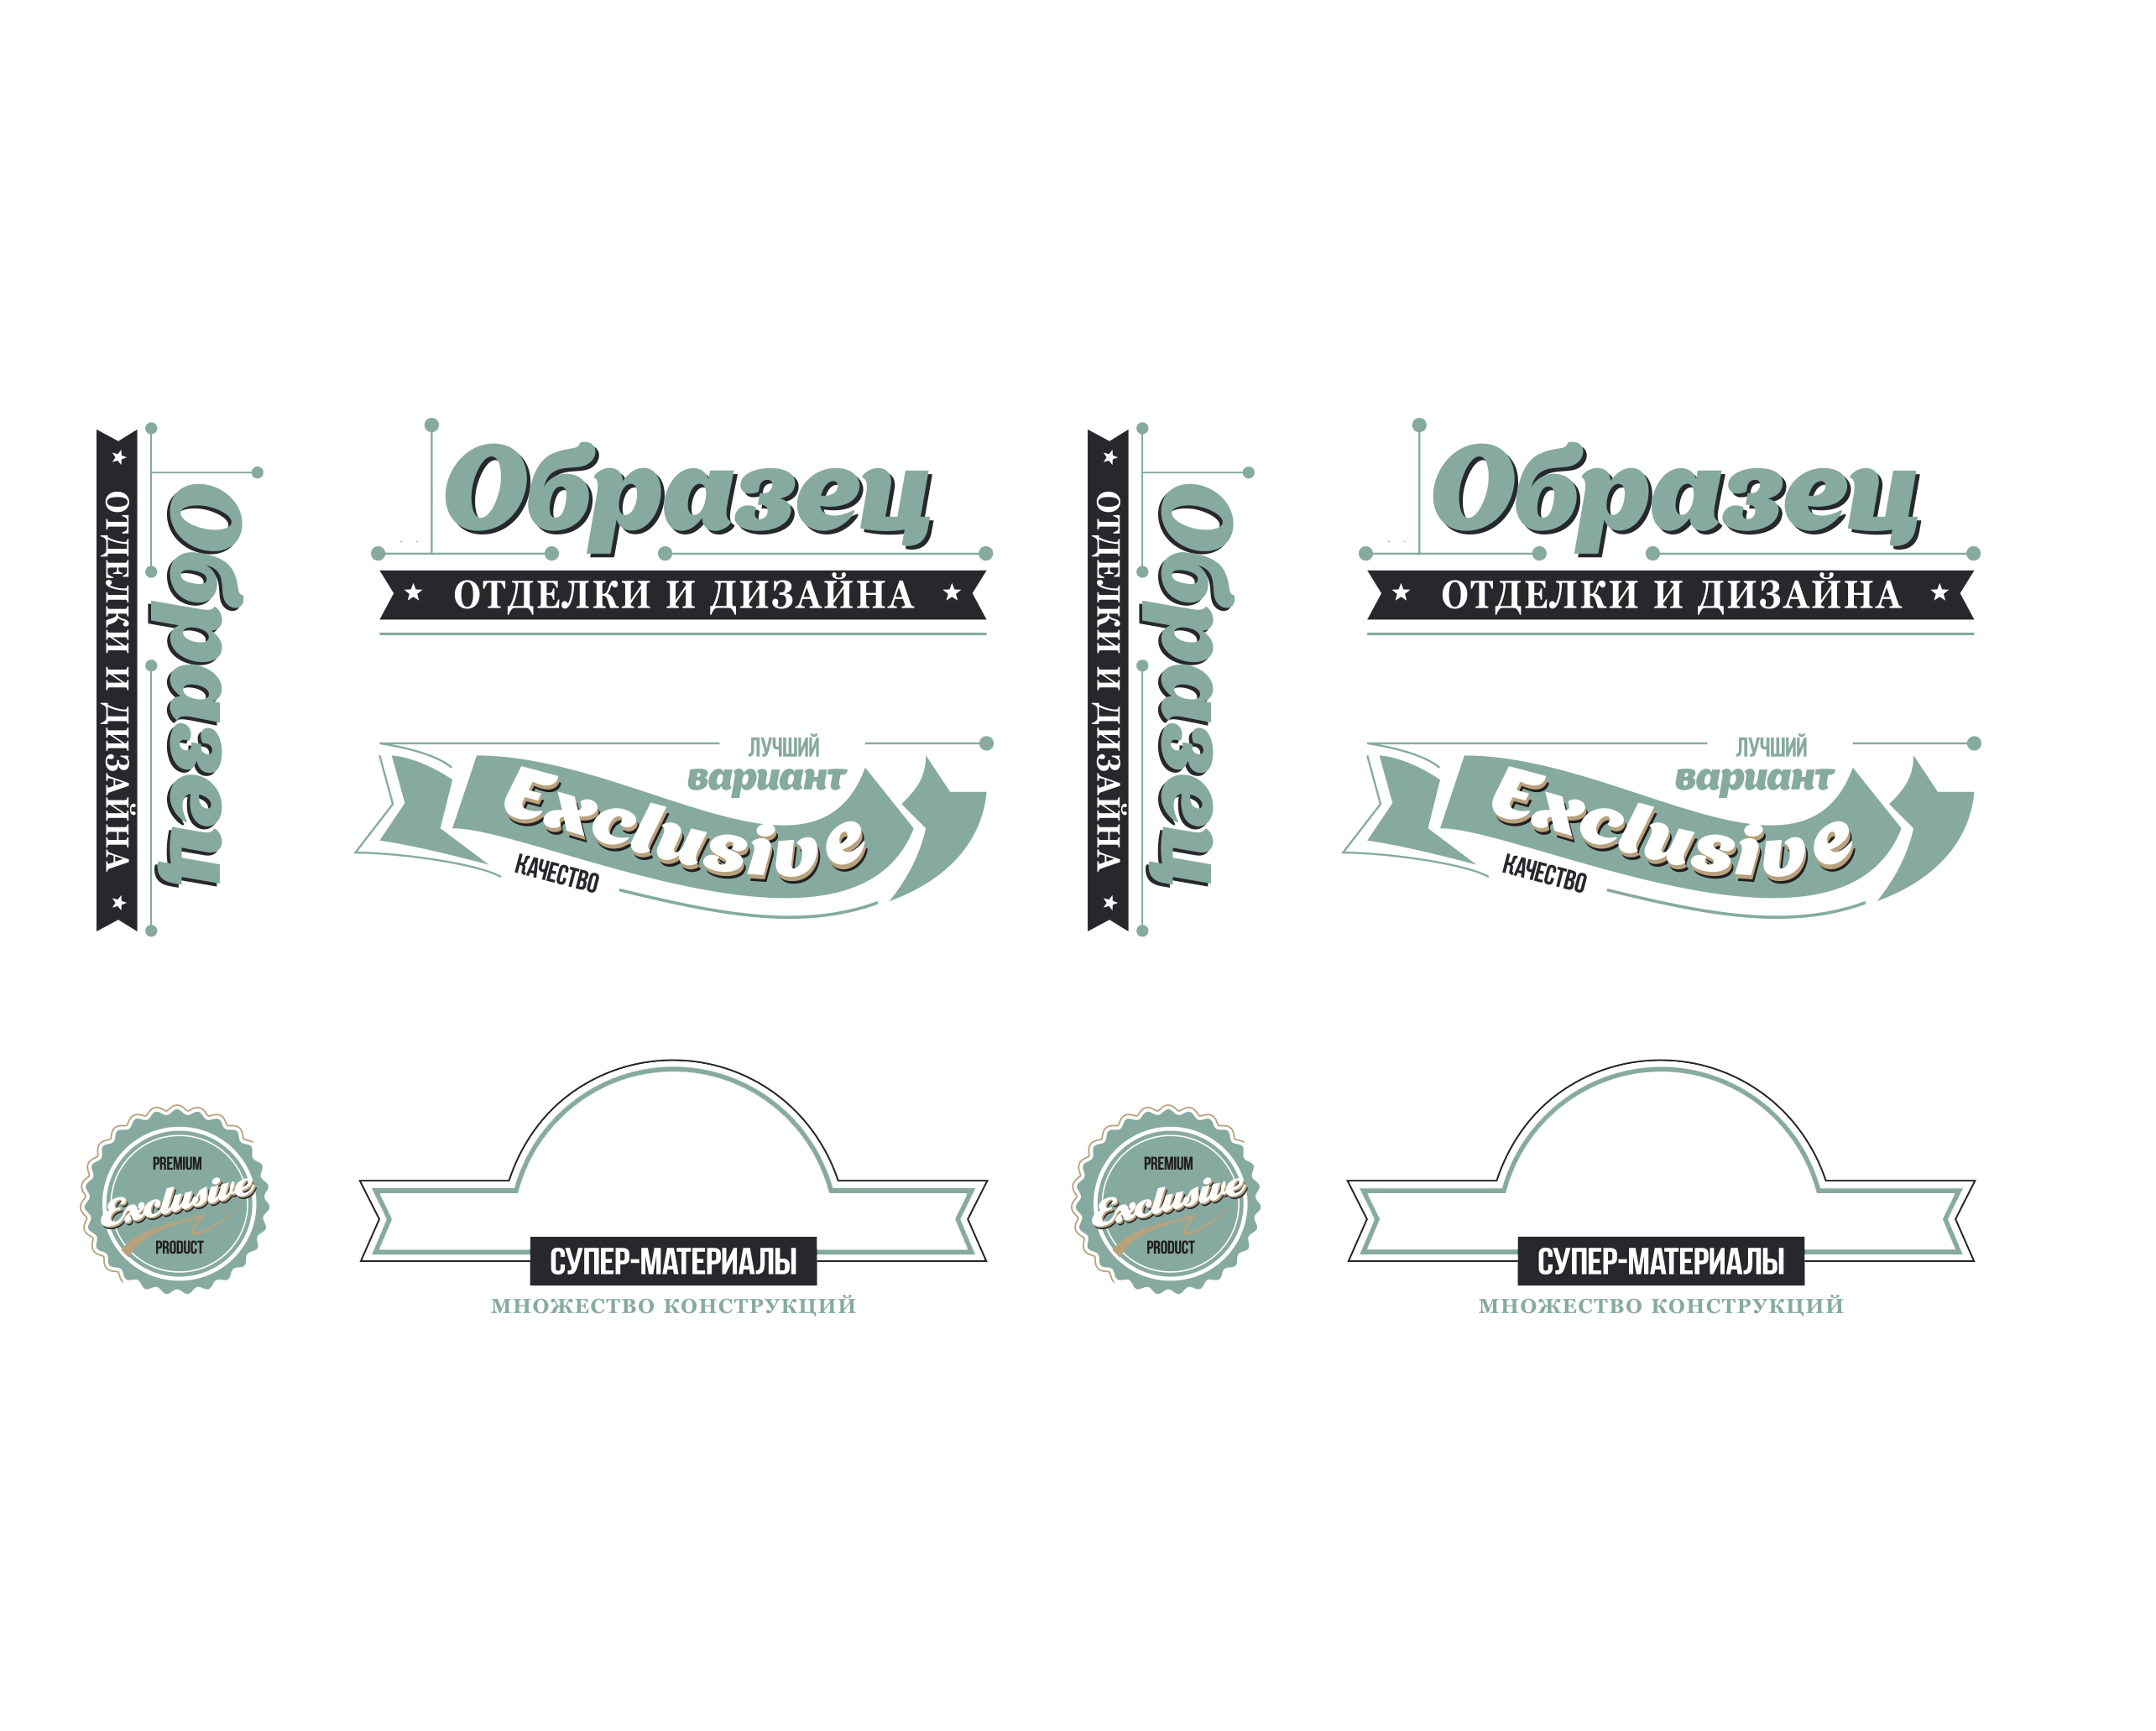 Образец
ОТДЕЛКИ И ДИЗАЙНА
Образец
ОТДЕЛКИ И ДИЗАЙНА
ЛУЧШИЙ
вариант
Exclusive
КАЧЕСТВО
PREMIUM
Exclusive
PRODUCT
СУПЕР-МАТЕРИАЛЫ
МНОЖЕСТВО КОНСТРУКЦИЙ
Образец
ОТДЕЛКИ И ДИЗАЙНА
Образец
ОТДЕЛКИ И ДИЗАЙНА
ЛУЧШИЙ
вариант
Exclusive
КАЧЕСТВО
PREMIUM
Exclusive
PRODUCT
СУПЕР-МАТЕРИАЛЫ
МНОЖЕСТВО КОНСТРУКЦИЙ